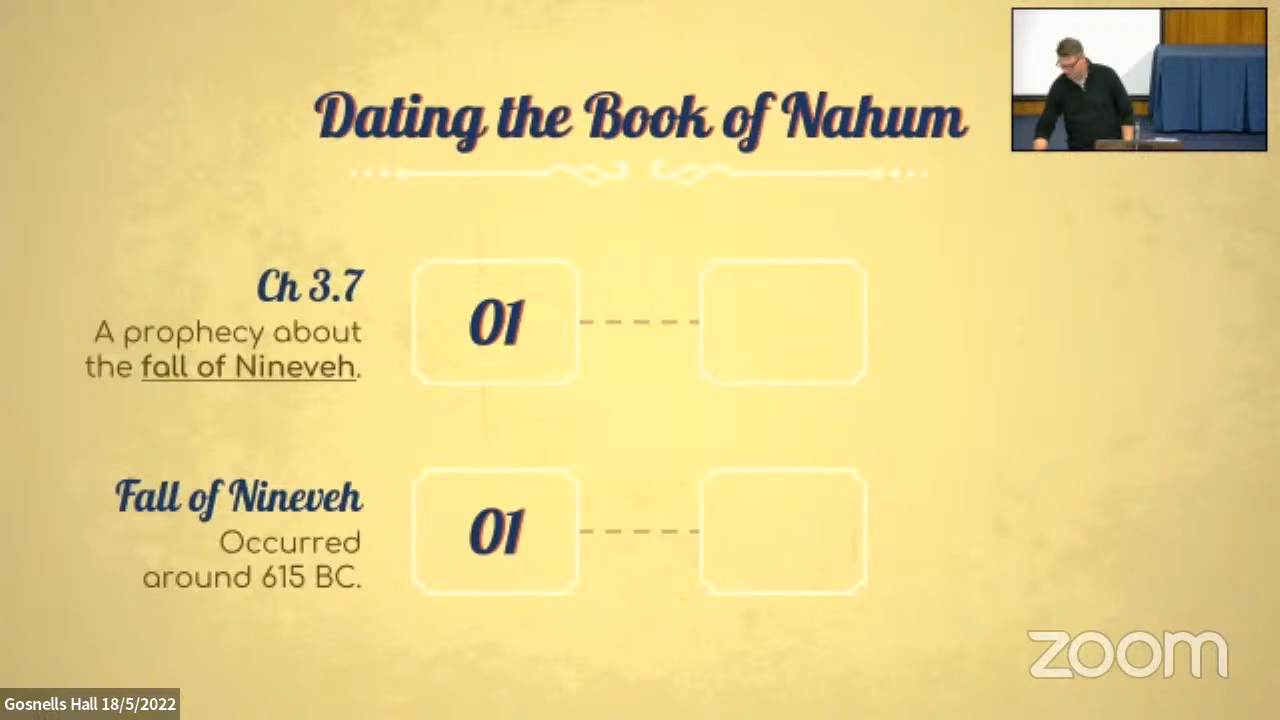 Dating the Book of Nahum
Ch 3.7
A prophecy about
the fall of Nineveh.
01
Fall of Nineveh
Occurred
around 615 BC.
01
zoom
Gosnells Hall 18/5/2022